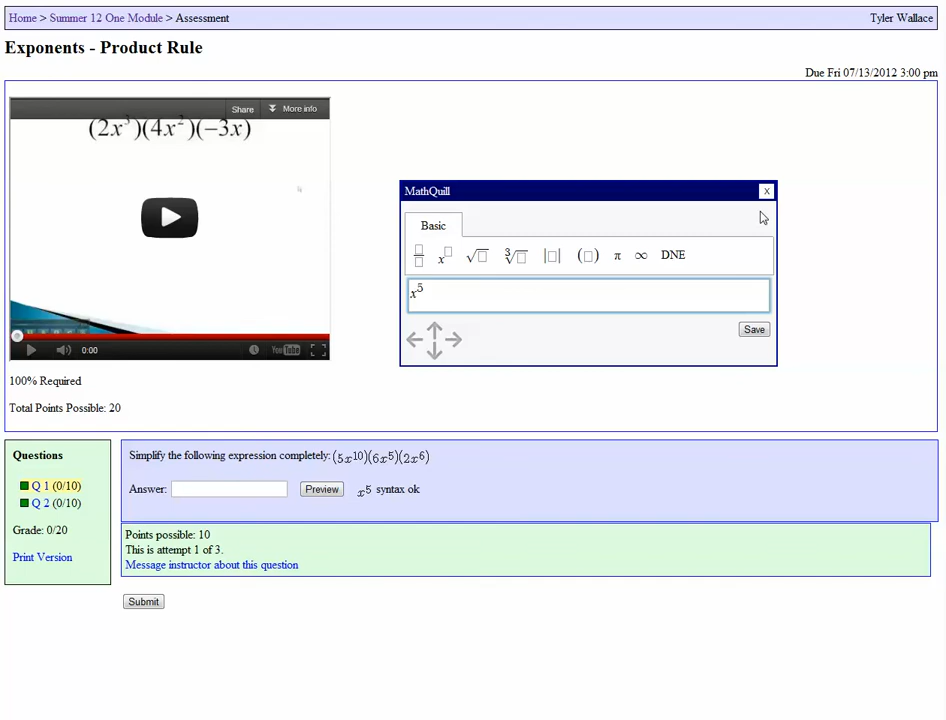 Home > Summer 12 One Module > Assessment
Tyler Wallace
Exponents - Product Rule
Due Fri 07/13/2012 3:00 pm
Share
More info
(2x³)(4x²)(−3x)
0:00
YouTube
MathQuill
x
Basic
x
√
∛
| |
( )
π
∞
DNE
x⁵
Save
100% Required
Total Points Possible: 20
Questions
Q 1 (0/10)
Q 2 (0/10)
Grade: 0/20
Print Version
Simplify the following expression completely: (5x¹⁰)(6x⁵)(2x⁶)
Answer:
Preview
x⁵ syntax ok
Points possible: 10
This is attempt 1 of 3.
Message instructor about this question
Submit